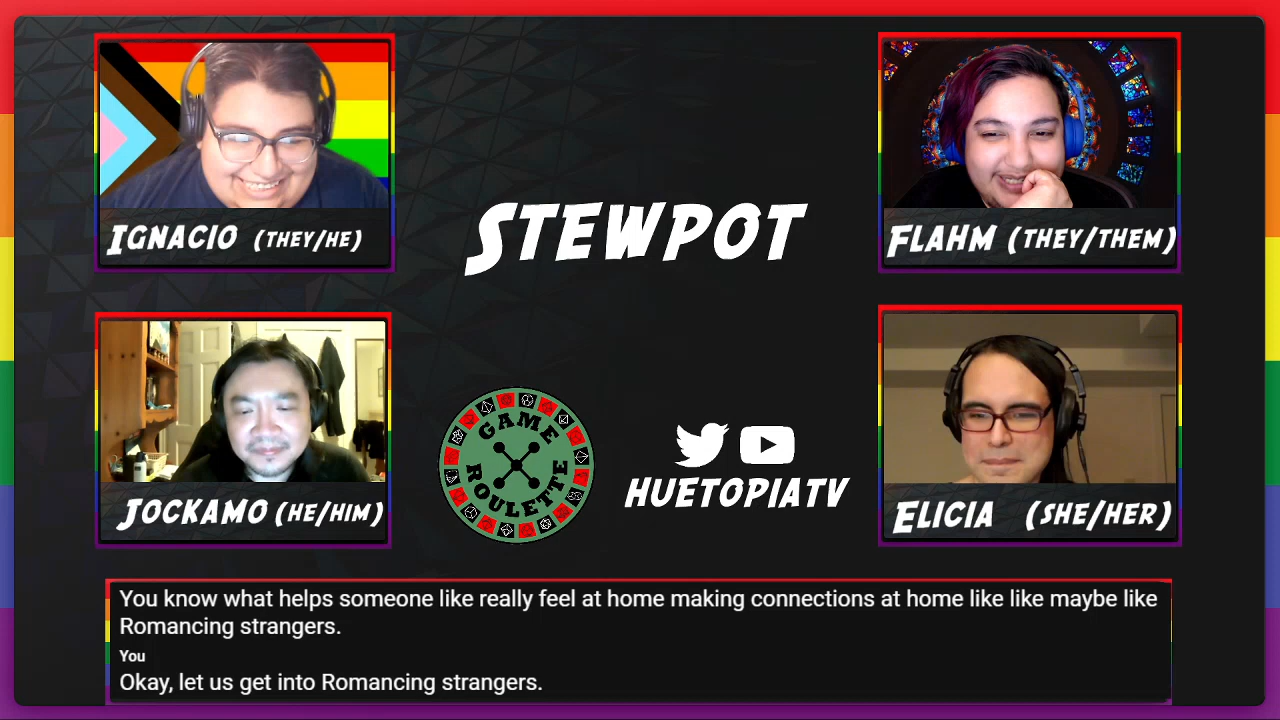 IGNACIO (THEY/HE)
FLAHM (THEY/THEM)
STEWPOT
JOCKAMO (HE/HIM)
GAME
ROULETTE
HUETOPIATV
ELICIA (SHE/HER)
You know what helps someone like really feel at home making connections at home like like maybe like
Romancing strangers.
You
Okay, let us get into Romancing strangers.